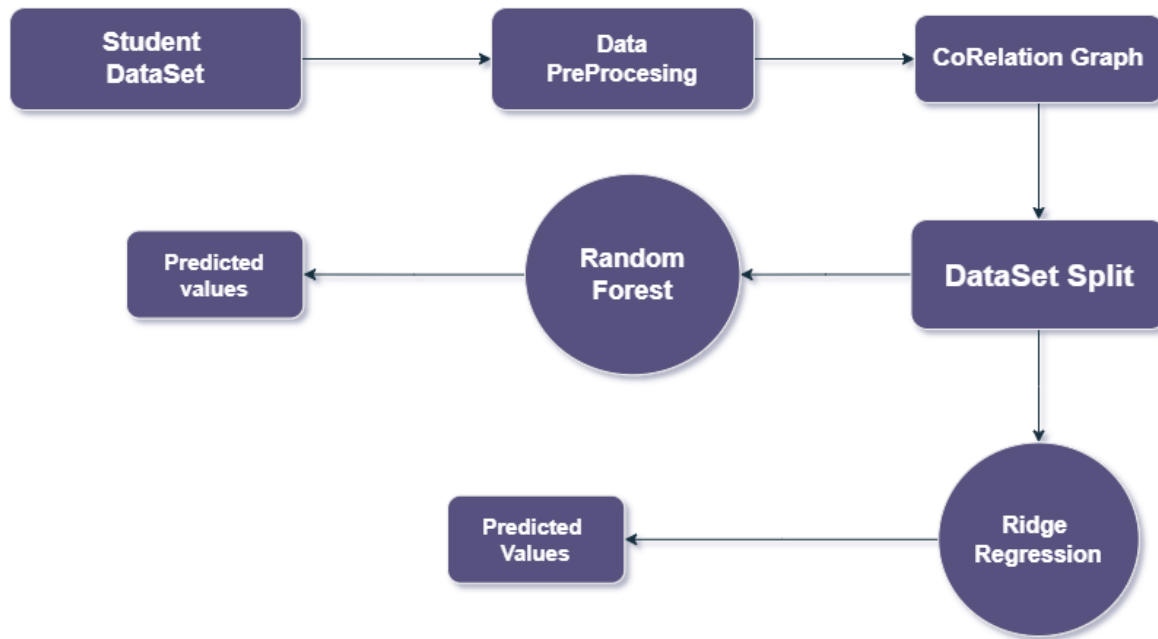 Student
DataSet
Data
PreProcesing
CoRelation Graph
Predicted
values
Random
Forest
DataSet Split
Predicted
Values
Ridge
Regression